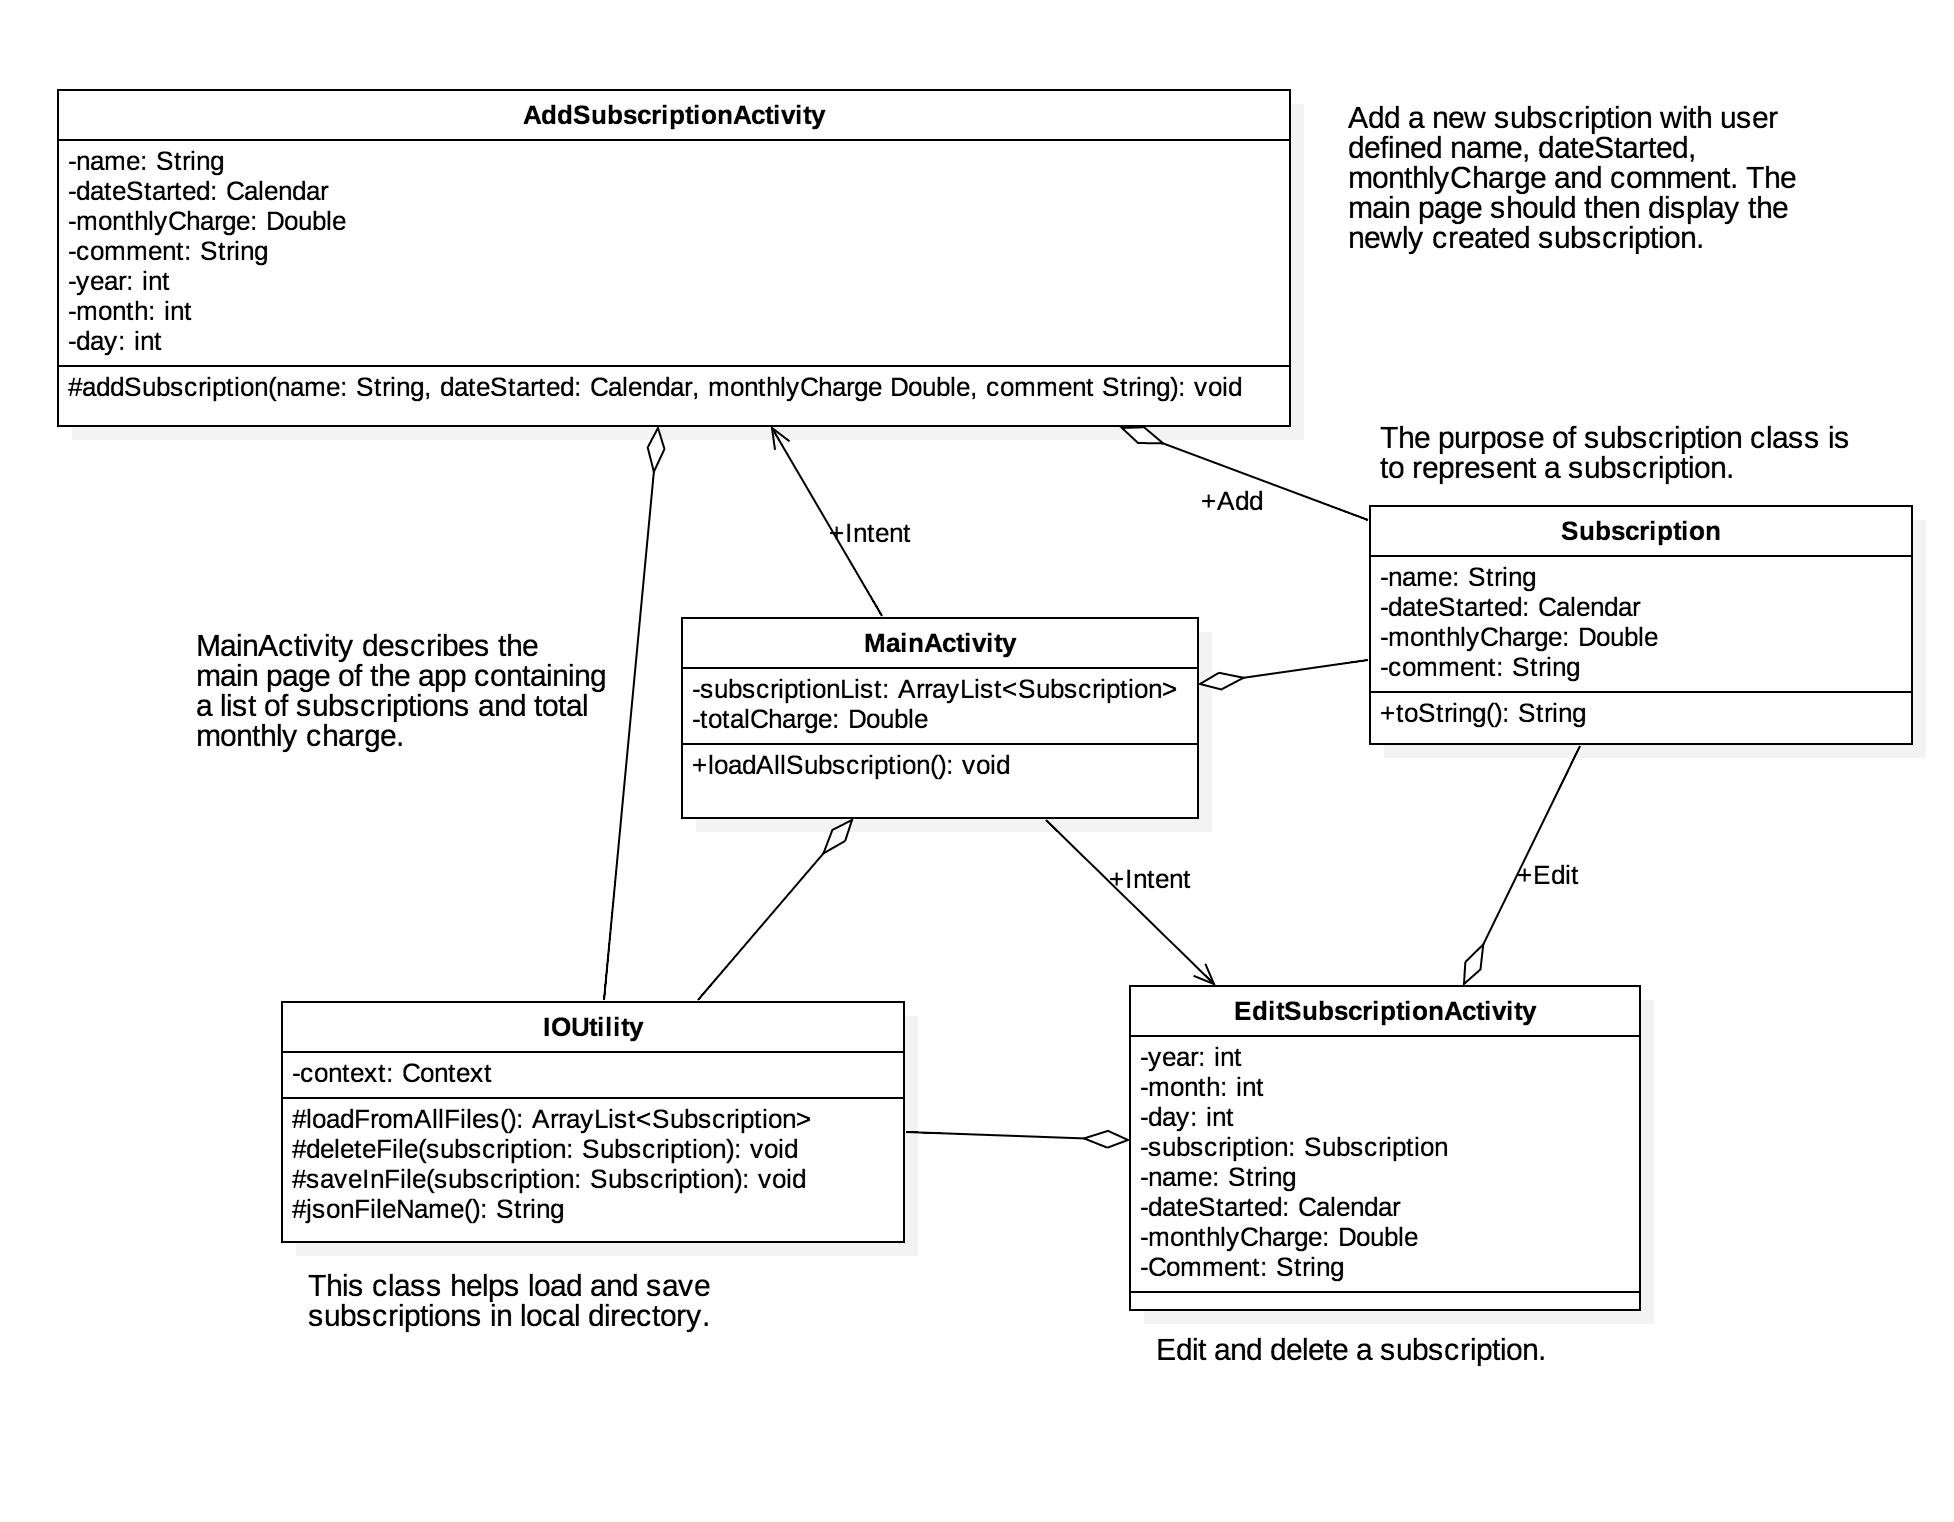 AddSubscriptionActivity
-name: String
-dateStarted: Calendar
-monthlyCharge: Double
-comment: String
-year: int
-month: int
-day: int
#addSubscription(name: String, dateStarted: Calendar, monthlyCharge Double, comment String): void
Add a new subscription with user
defined name, dateStarted,
monthlyCharge and comment. The
main page should then display the
newly created subscription.
The purpose of subscription class is
to represent a subscription.
+Add
+Intent
Subscription
-name: String
-dateStarted: Calendar
-monthlyCharge: Double
-comment: String
+toString(): String
MainActivity describes the
main page of the app containing
a list of subscriptions and total
monthly charge.
MainActivity
-subscriptionList: ArrayList<Subscription>
-totalCharge: Double
+loadAllSubscription(): void
+Intent
+Edit
IOUtility
-context: Context
#loadFromAllFiles(): ArrayList<Subscription>
#deleteFile(subscription: Subscription): void
#saveInFile(subscription: Subscription): void
#jsonFileName(): String
This class helps load and save
subscriptions in local directory.
EditSubscriptionActivity
-year: int
-month: int
-day: int
-subscription: Subscription
-name: String
-dateStarted: Calendar
-monthlyCharge: Double
-Comment: String
Edit and delete a subscription.